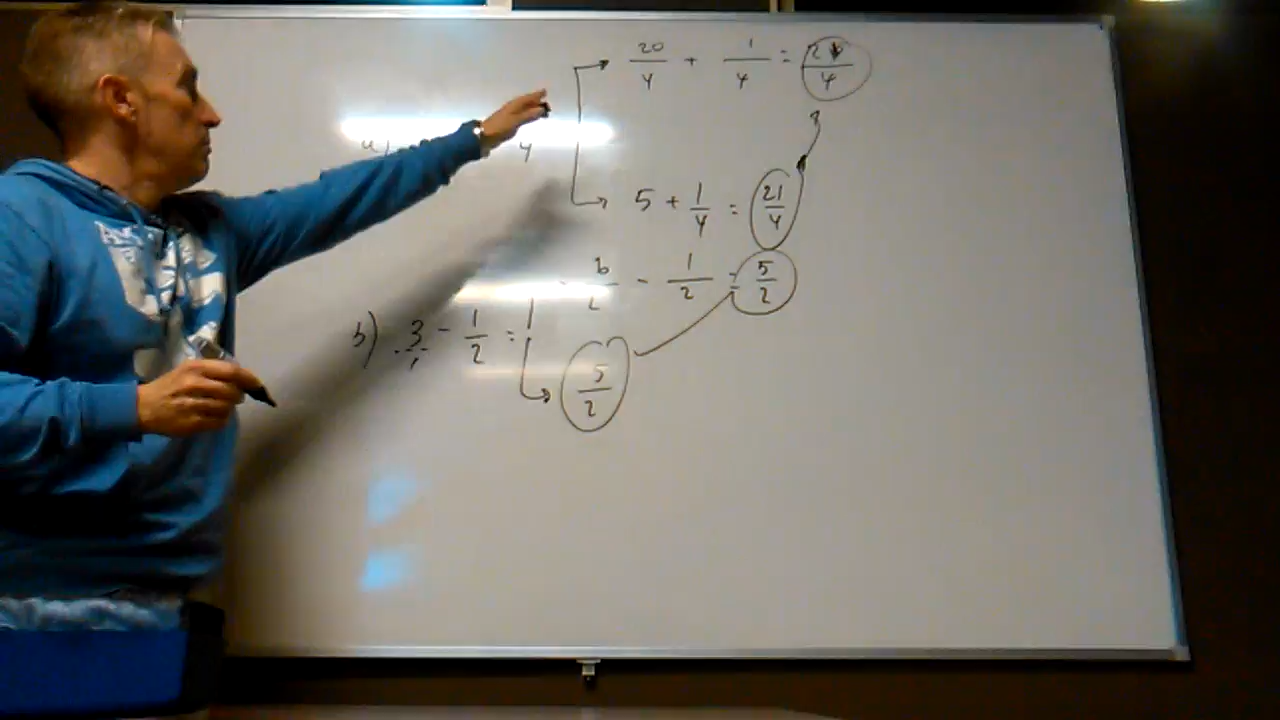 20/4 + 1/4 = 21/4
a) 4
5 + 1/4 = 21/4
6/2 - 1/2 = 5/2
b) 3 - 1/2 =
5/2